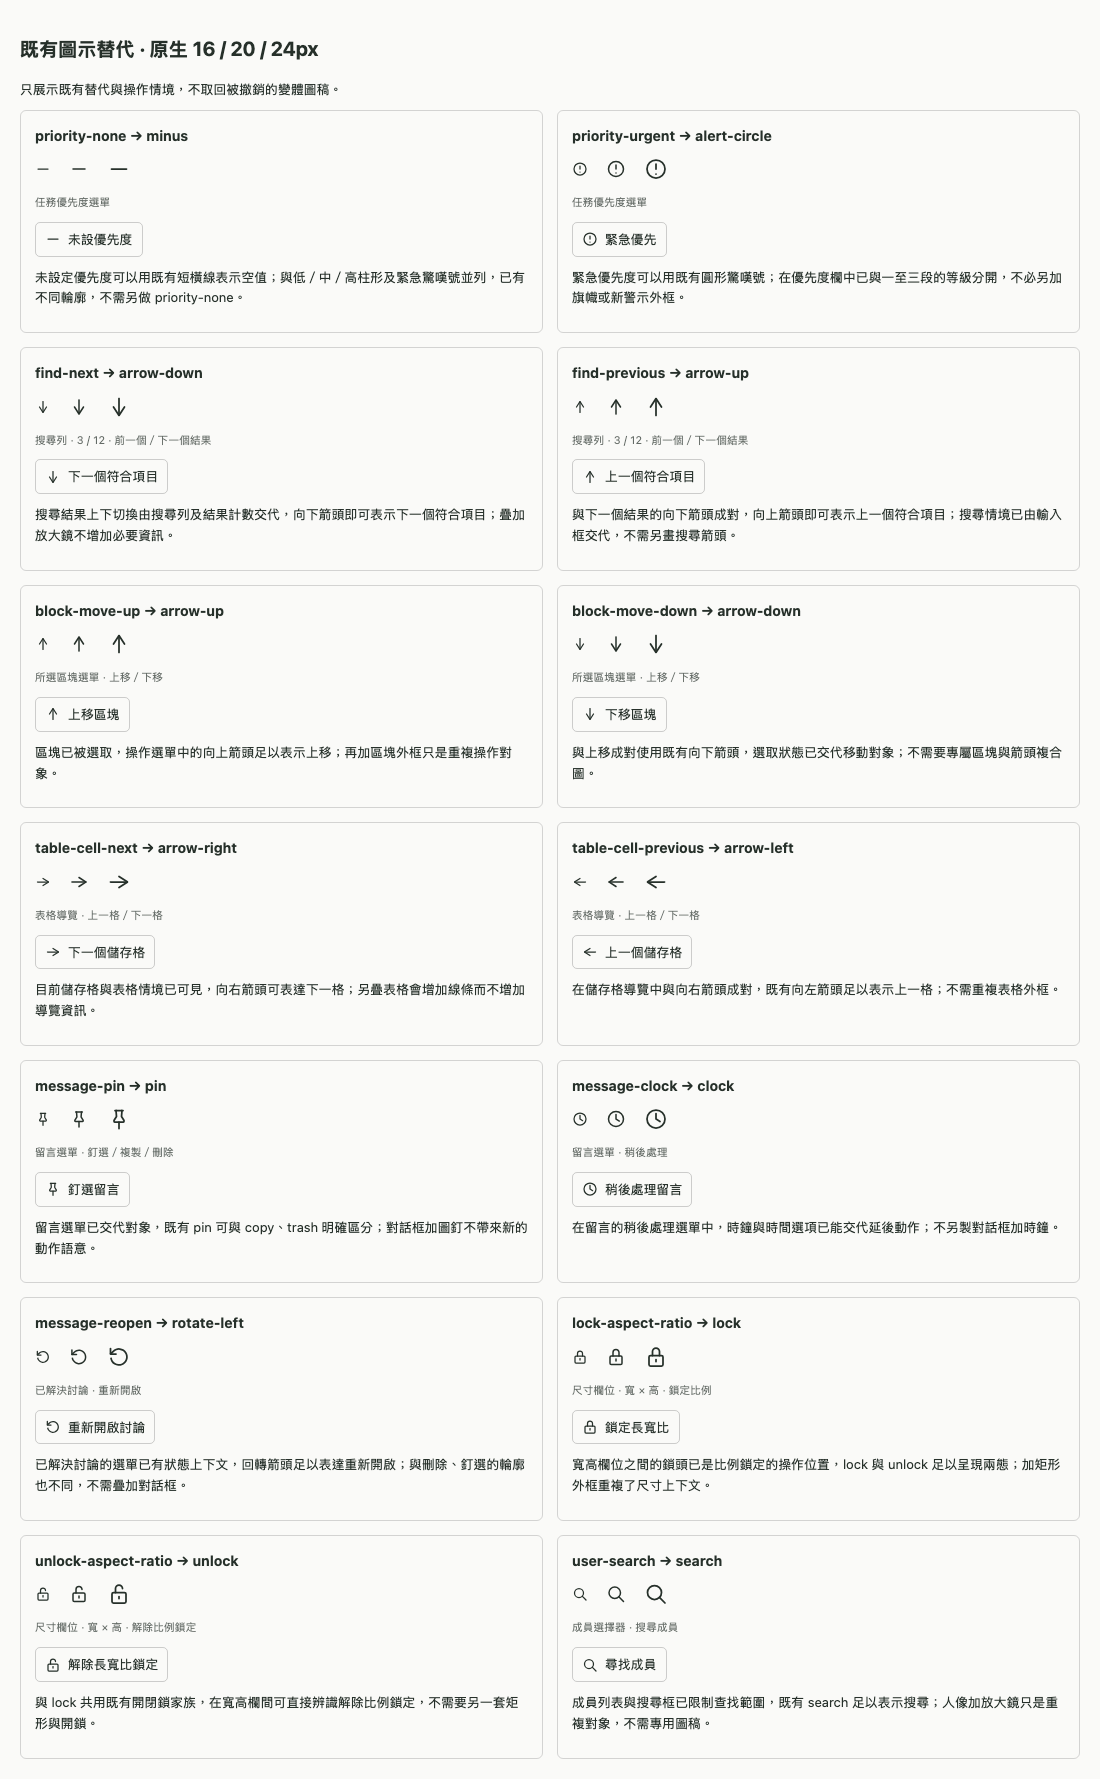 既有圖示替代 · 原生 16 / 20 / 24px
只展示既有替代與操作情境，不取回被撤銷的變體圖稿。
priority-none → minus
任務優先度選單
未設優先度
未設定優先度可以用既有短橫線表示空值；與低 / 中 / 高柱形及緊急驚嘆號並列，已有
不同輪廓，不需另做 priority-none。
priority-urgent → alert-circle
任務優先度選單
緊急優先
緊急優先度可以用既有圓形驚嘆號；在優先度欄中已與一至三段的等級分開，不必另加
旗幟或新警示外框。
find-next → arrow-down
搜尋列 · 3 / 12 · 前一個 / 下一個結果
下一個符合項目
搜尋結果上下切換由搜尋列及結果計數交代，向下箭頭即可表示下一個符合項目；疊加
放大鏡不增加必要資訊。
find-previous → arrow-up
搜尋列 · 3 / 12 · 前一個 / 下一個結果
上一個符合項目
與下一個結果的向下箭頭成對，向上箭頭即可表示上一個符合項目；搜尋情境已由輸入
框交代，不需另畫搜尋箭頭。
block-move-up → arrow-up
所選區塊選單 · 上移 / 下移
上移區塊
區塊已被選取，操作選單中的向上箭頭足以表示上移；再加區塊外框只是重複操作對
象。
block-move-down → arrow-down
所選區塊選單 · 上移 / 下移
下移區塊
與上移成對使用既有向下箭頭，選取狀態已交代移動對象；不需要專屬區塊與箭頭複合
圖。
table-cell-next → arrow-right
表格導覽 · 上一格 / 下一格
下一個儲存格
目前儲存格與表格情境已可見，向右箭頭可表達下一格；另疊表格會增加線條而不增加
導覽資訊。
table-cell-previous → arrow-left
表格導覽 · 上一格 / 下一格
上一個儲存格
在儲存格導覽中與向右箭頭成對，既有向左箭頭足以表示上一格；不需重複表格外框。
message-pin → pin
留言選單 · 釘選 / 複製 / 刪除
釘選留言
留言選單已交代對象，既有 pin 可與 copy、trash 明確區分；對話框加圖釘不帶來新的
動作語意。
message-clock → clock
留言選單 · 稍後處理
稍後處理留言
在留言的稍後處理選單中，時鐘與時間選項已能交代延後動作；不另製對話框加時鐘。
message-reopen → rotate-left
已解決討論 · 重新開啟
重新開啟討論
已解決討論的選單已有狀態上下文，回轉箭頭足以表達重新開啟；與刪除、釘選的輪廓
也不同，不需疊加對話框。
lock-aspect-ratio → lock
尺寸欄位 · 寬 × 高 · 鎖定比例
鎖定長寬比
寬高欄位之間的鎖頭已是比例鎖定的操作位置，lock 與 unlock 足以呈現兩態；加矩形
外框重複了尺寸上下文。
unlock-aspect-ratio → unlock
尺寸欄位 · 寬 × 高 · 解除比例鎖定
解除長寬比鎖定
與 lock 共用既有開閉鎖家族，在寬高欄間可直接辨識解除比例鎖定，不需要另一套矩
形與開鎖。
user-search → search
成員選擇器 · 搜尋成員
尋找成員
成員列表與搜尋框已限制查找範圍，既有 search 足以表示搜尋；人像加放大鏡只是重
複對象，不需專用圖稿。